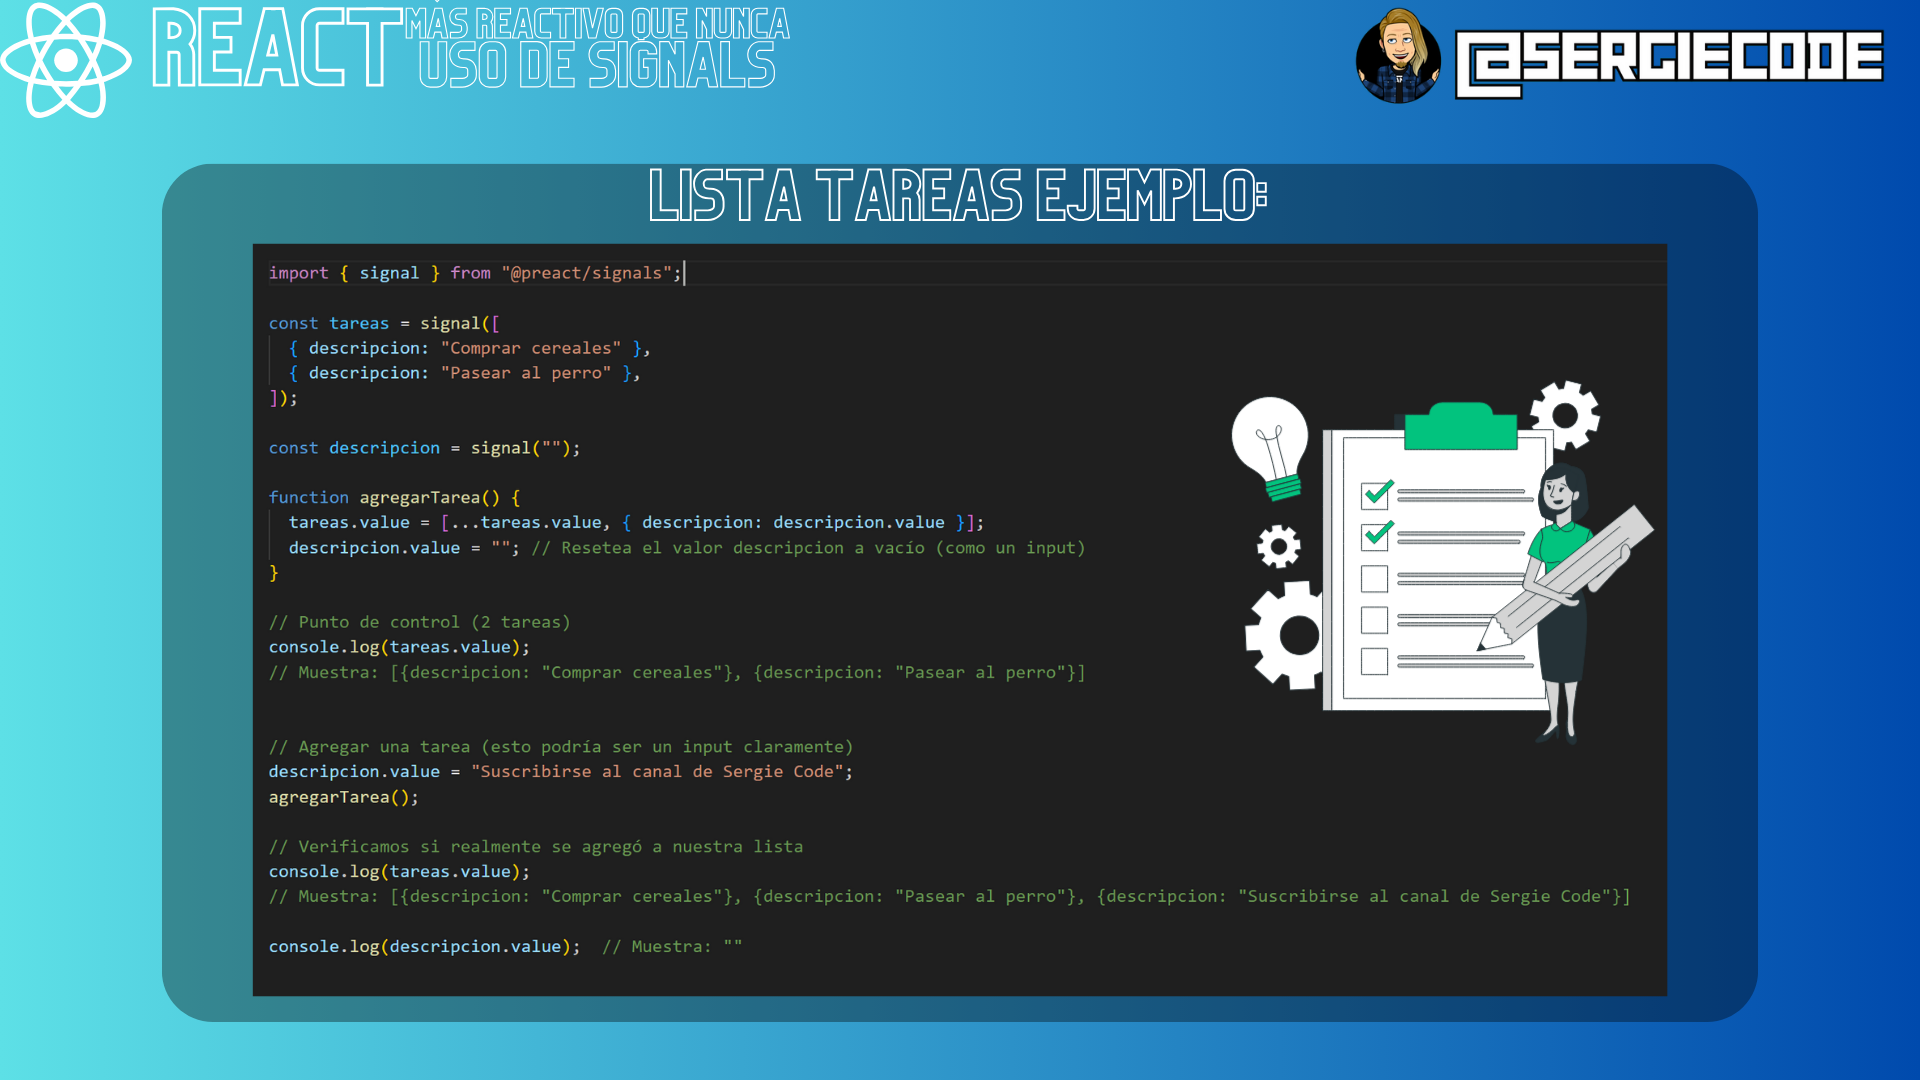 REACT
MÁS REACTIVO QUE NUNCA
USO DE SIGNALS
@SERGIECODE
LISTA TAREAS EJEMPLO:
import { signal } from "@preact/signals";
const tareas = signal([
{ descripcion: "Comprar cereales" },
{ descripcion: "Pasear al perro" },
]);
const descripcion = signal("");
function agregarTarea() {
tareas.value = [...tareas.value, { descripcion: descripcion.value }];
descripcion.value = ""; // Resetea el valor descripcion a vacío (como un input)
}
// Punto de control (2 tareas)
console.log(tareas.value);
// Muestra: [{descripcion: "Comprar cereales"}, {descripcion: "Pasear al perro"}]
// Agregar una tarea (esto podría ser un input claramente)
descripcion.value = "Suscribirse al canal de Sergie Code";
agregarTarea();
// Verificamos si realmente se agregó a nuestra lista
console.log(tareas.value);
// Muestra: [{descripcion: "Comprar cereales"}, {descripcion: "Pasear al perro"}, {descripcion: "Suscribirse al canal de Sergie Code"}]
console.log(descripcion.value);  // Muestra: ""